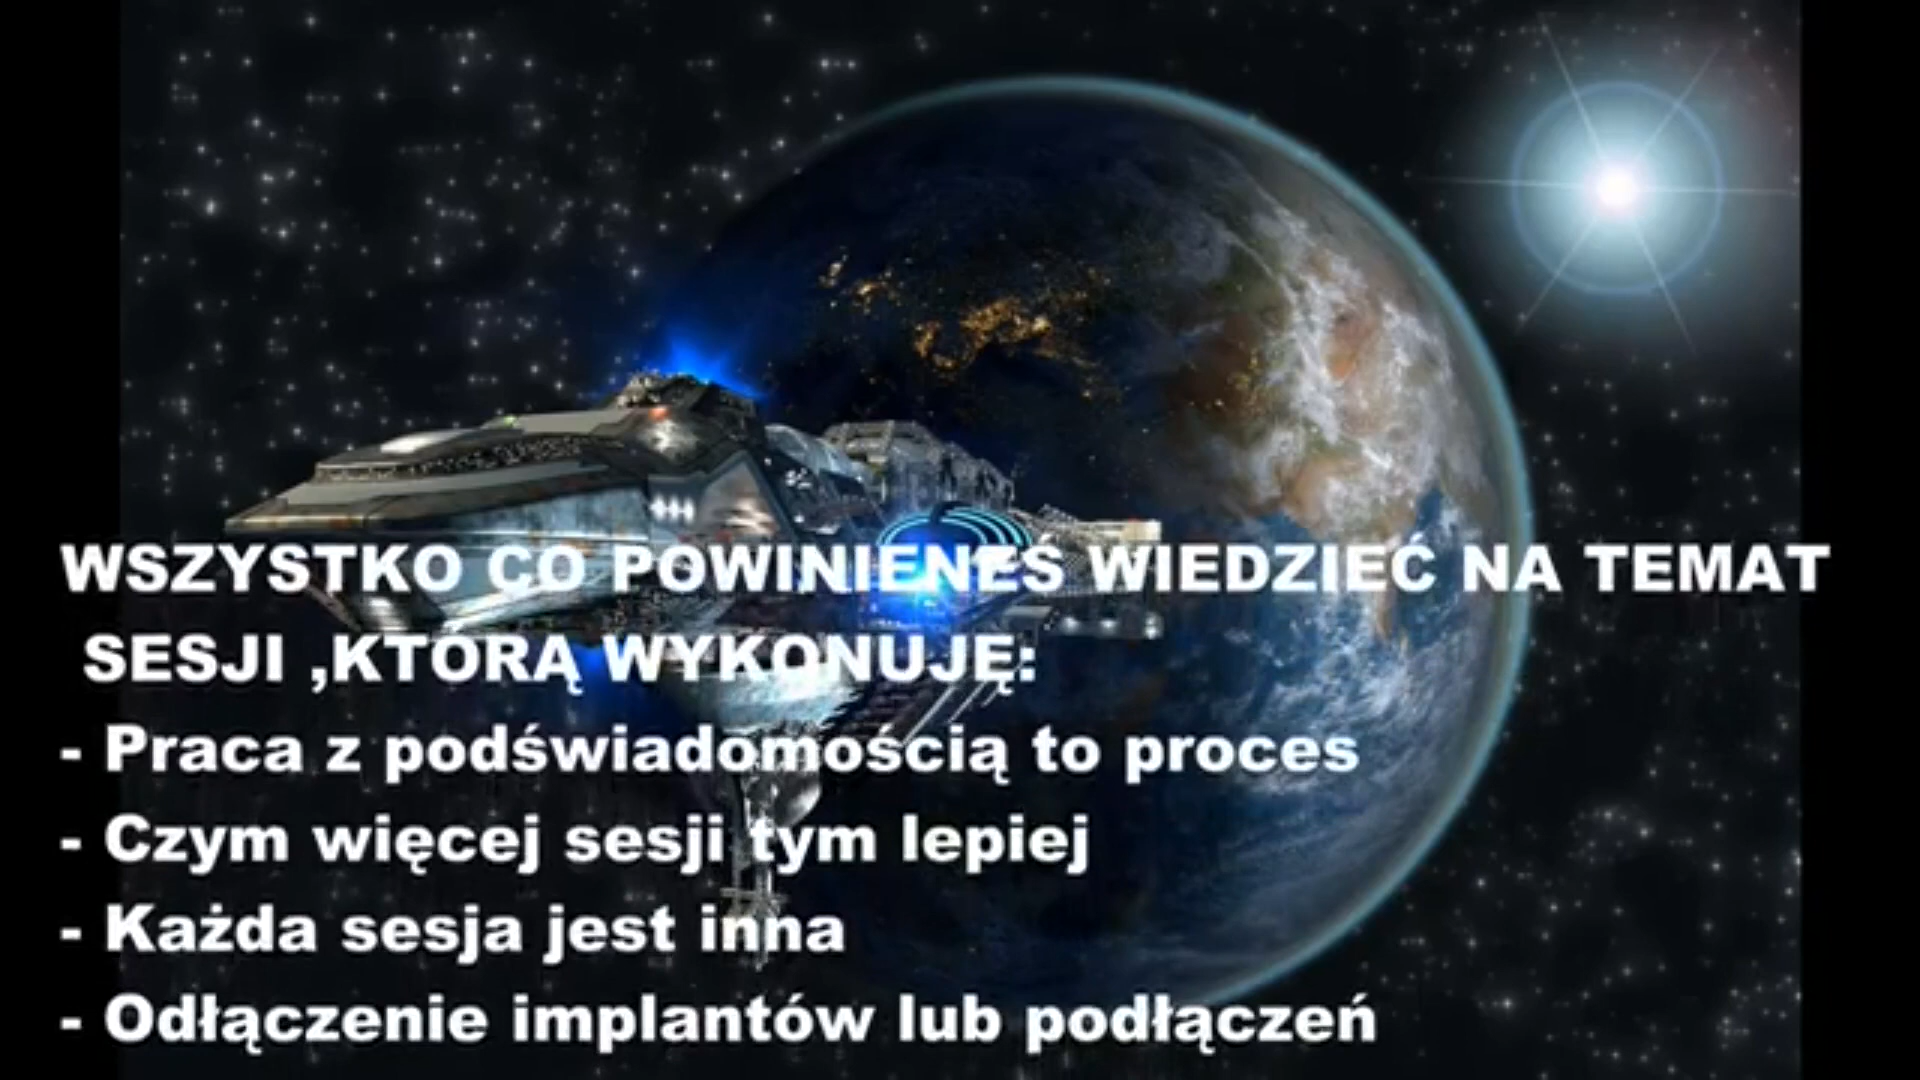 WSZYSTKO CO POWINIENEŚ WIEDZIEĆ NA TEMAT
SESJI ,KTÓRĄ WYKONUJĘ:
- Praca z podświadomością to proces
- Czym więcej sesji tym lepiej
- Każda sesja jest inna
- Odłączenie implantów lub podłączeń